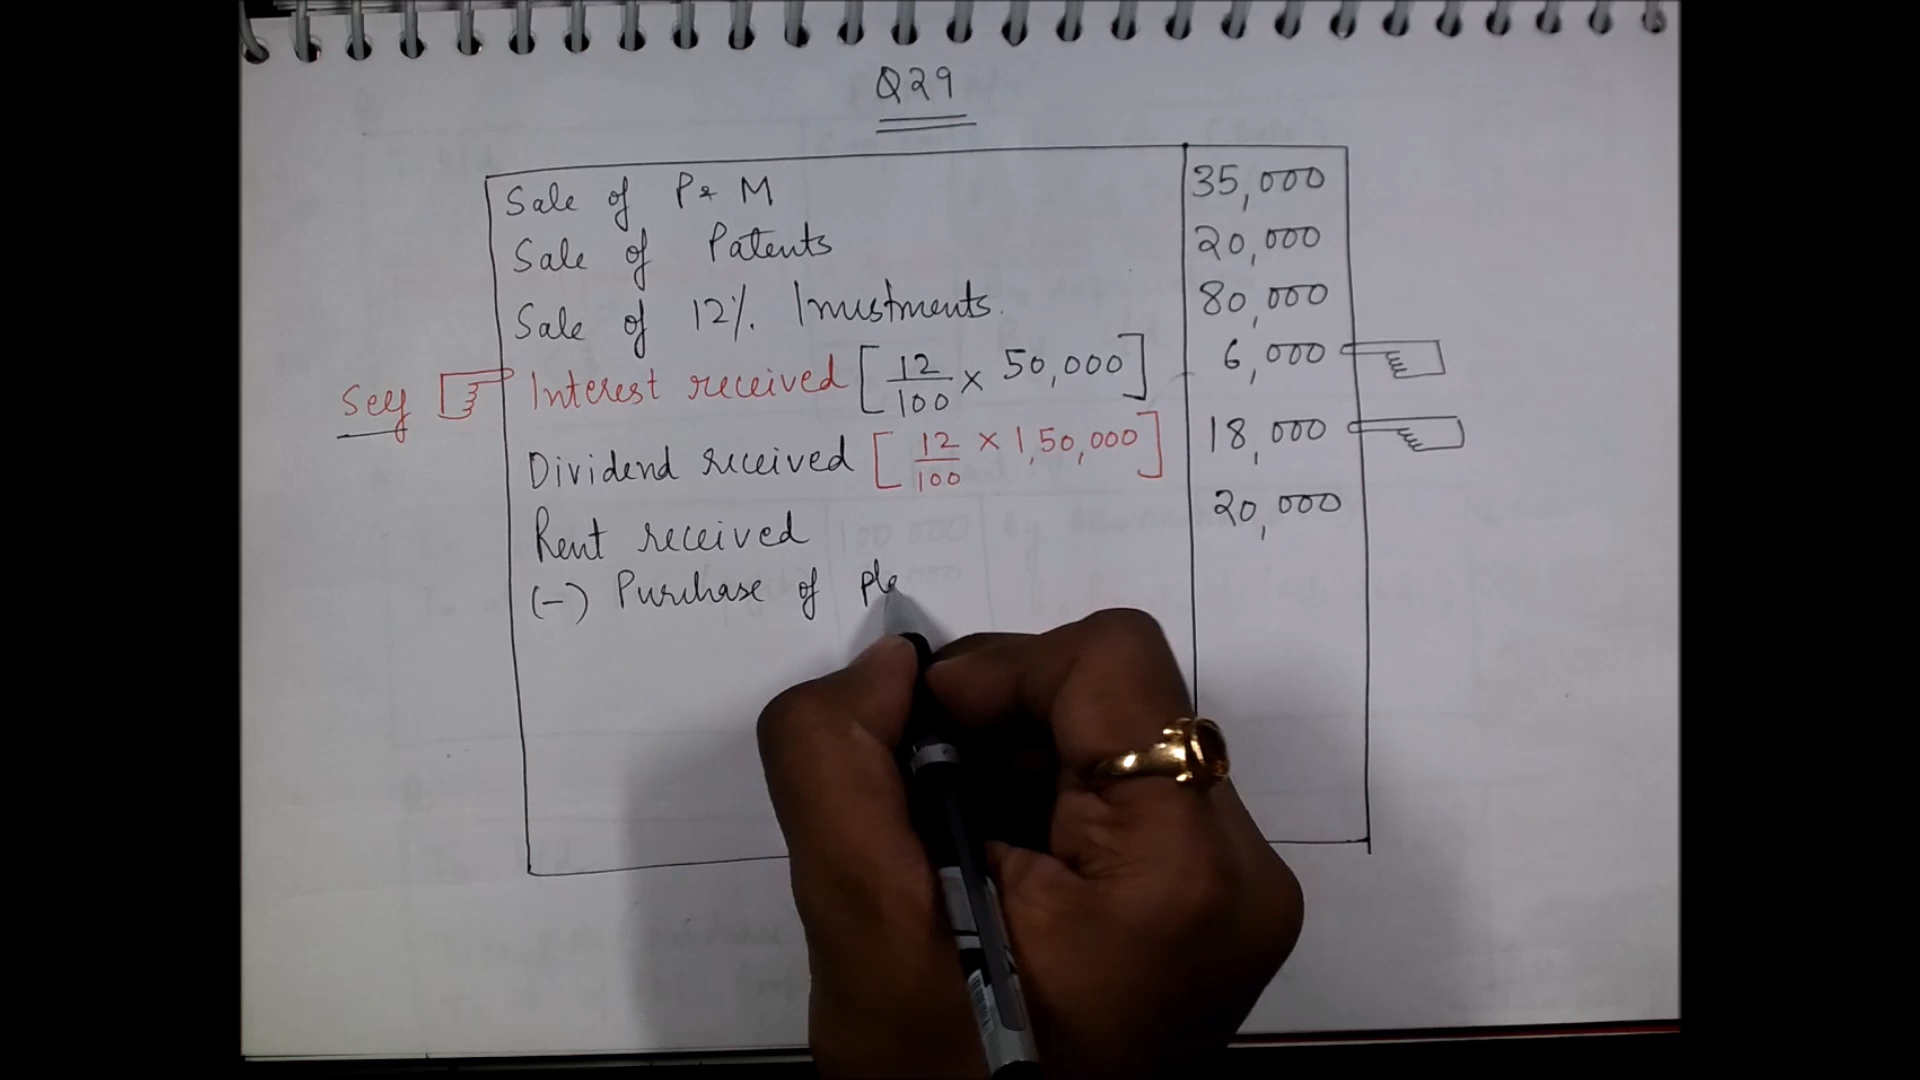 Q29
Sale of P & M 35,000
Sale of Patents 20,000
Sale of 12% Investments. 80,000
Self Interest received [12/100 × 50,000] 6,000
Dividend received [12/100 × 1,50,000] 18,000
Rent received 20,000
(-) Purchase of pla